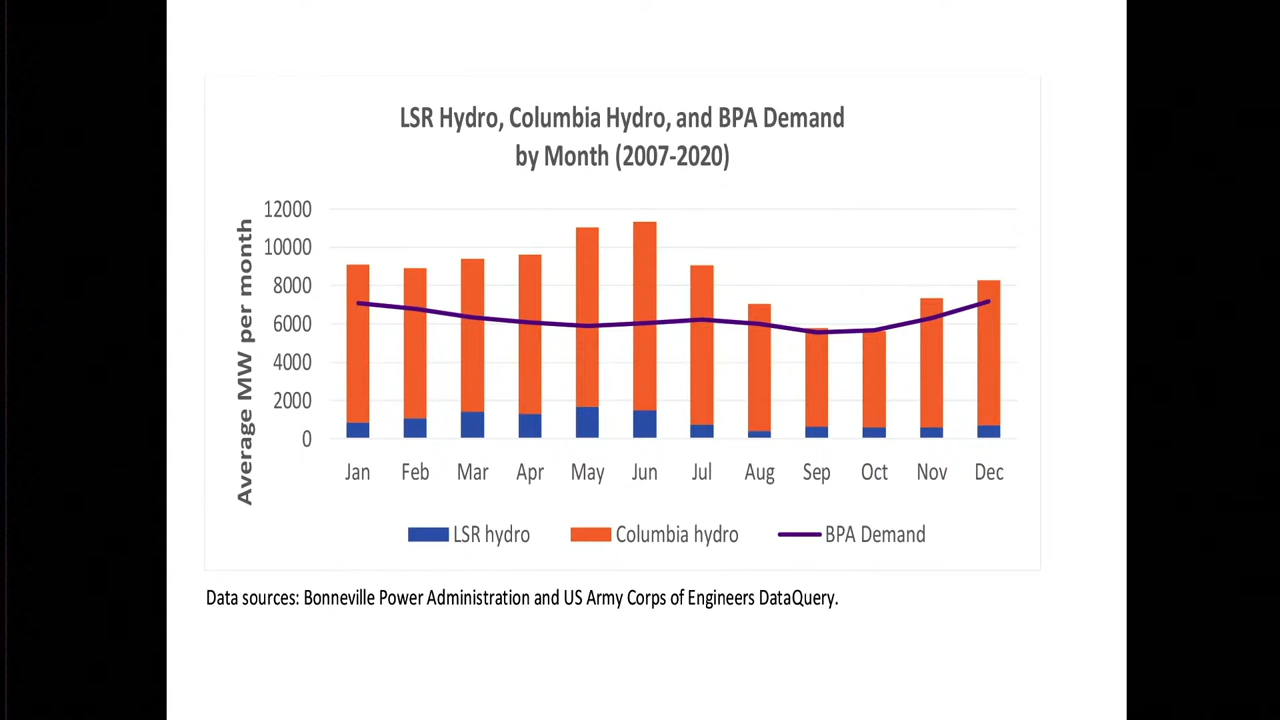 LSR Hydro, Columbia Hydro, and BPA Demand
by Month (2007-2020)
Average MW per month
12000
10000
8000
6000
4000
2000
0
Jan Feb Mar Apr May Jun Jul Aug Sep Oct Nov Dec
LSR hydro Columbia hydro BPA Demand
Data sources: Bonneville Power Administration and US Army Corps of Engineers DataQuery.